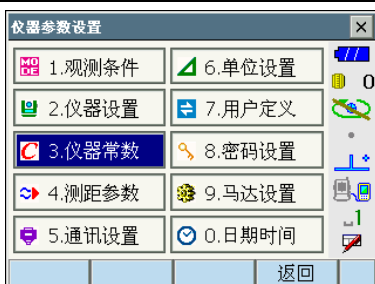 仪器参数设置
MODE 1.观测条件
6.单位设置
0
2.仪器设置
7.用户定义
C 3.仪器常数
8.密码设置
4.测距参数
9.马达设置
5.通讯设置
0.日期时间
1
返回